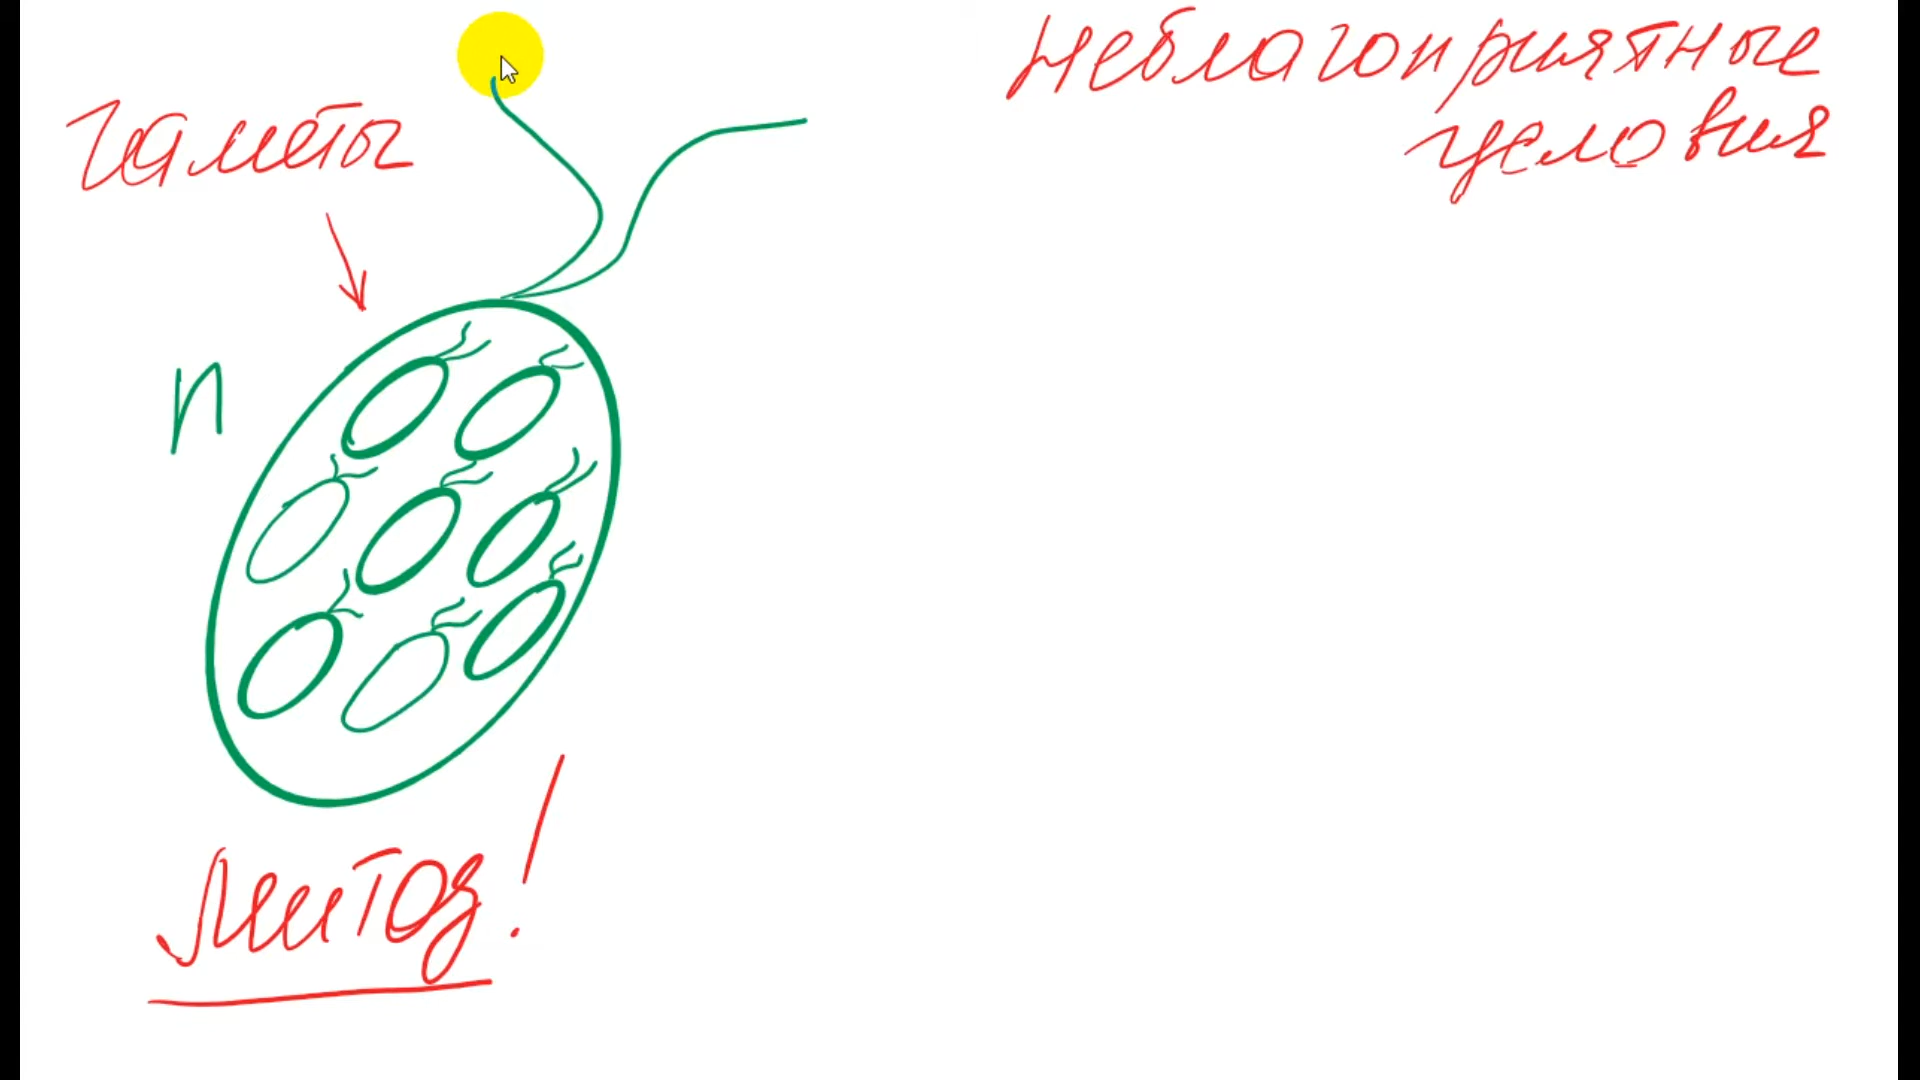 неблагоприятные
условия
гаметы
n
митоз!